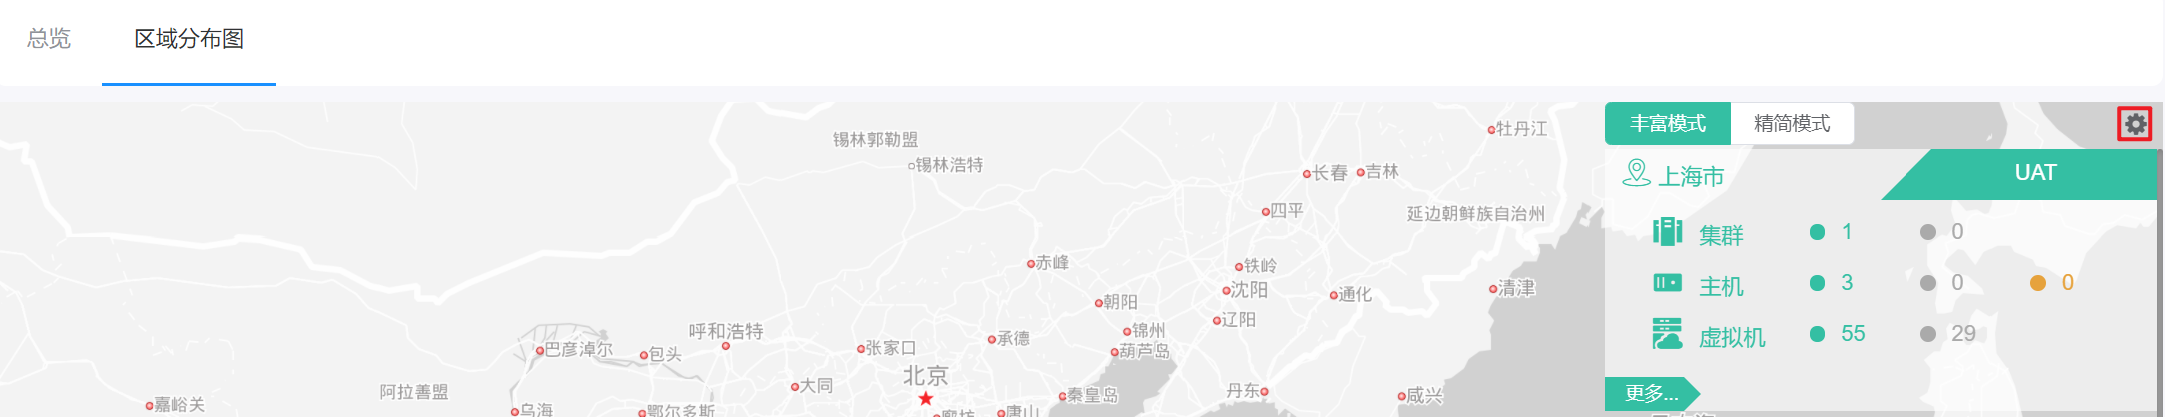 总览 区域分布图
丰富模式 精简模式
上海市 UAT
集群 1 0
主机 3 0 0
虚拟机 55 29
更多...
锡林郭勒盟
锡林浩特
牡丹江
长春 吉林
四平
延边朝鲜族自治州
赤峰
铁岭
沈阳
通化
清津
朝阳
辽阳
锦州
呼和浩特
承德
张家口
葫芦岛
巴彦淖尔
包头
北京
大同
阿拉善盟
秦皇岛
丹东
咸兴
嘉峪关
乌海
鄂尔多斯
廊坊
唐山